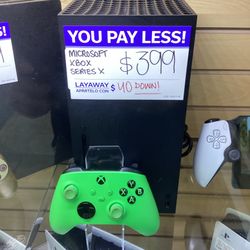 YOU PAY LESS!
MICROSOFT
XBOX
SERIES X
$399
LAYAWAY
APARTELO CON $40 DOWN!
Y
X B
A